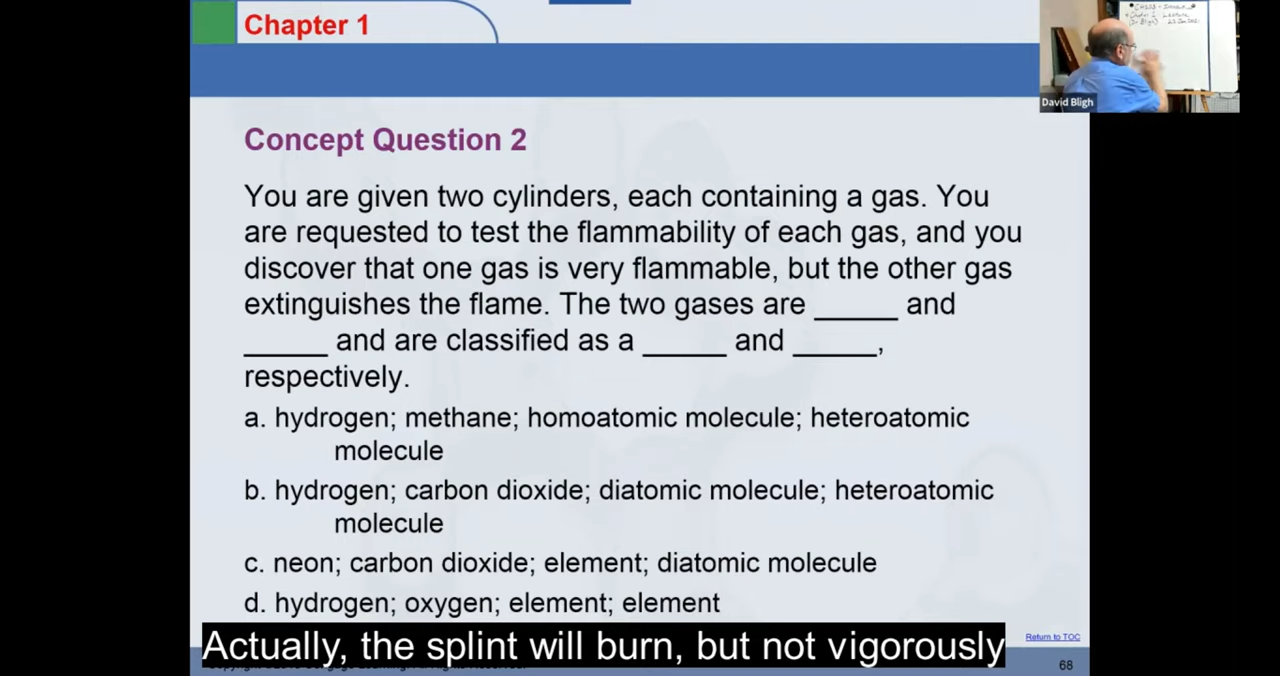 Chapter 1
David Bligh
Concept Question 2
You are given two cylinders, each containing a gas. You
are requested to test the flammability of each gas, and you
discover that one gas is very flammable, but the other gas
extinguishes the flame. The two gases are _____ and
_____ and are classified as a _____ and _____,
respectively.
a. hydrogen; methane; homoatomic molecule; heteroatomic
molecule
b. hydrogen; carbon dioxide; diatomic molecule; heteroatomic
molecule
c. neon; carbon dioxide; element; diatomic molecule
d. hydrogen; oxygen; element; element
Actually, the splint will burn, but not vigorously
Return to TOC
68